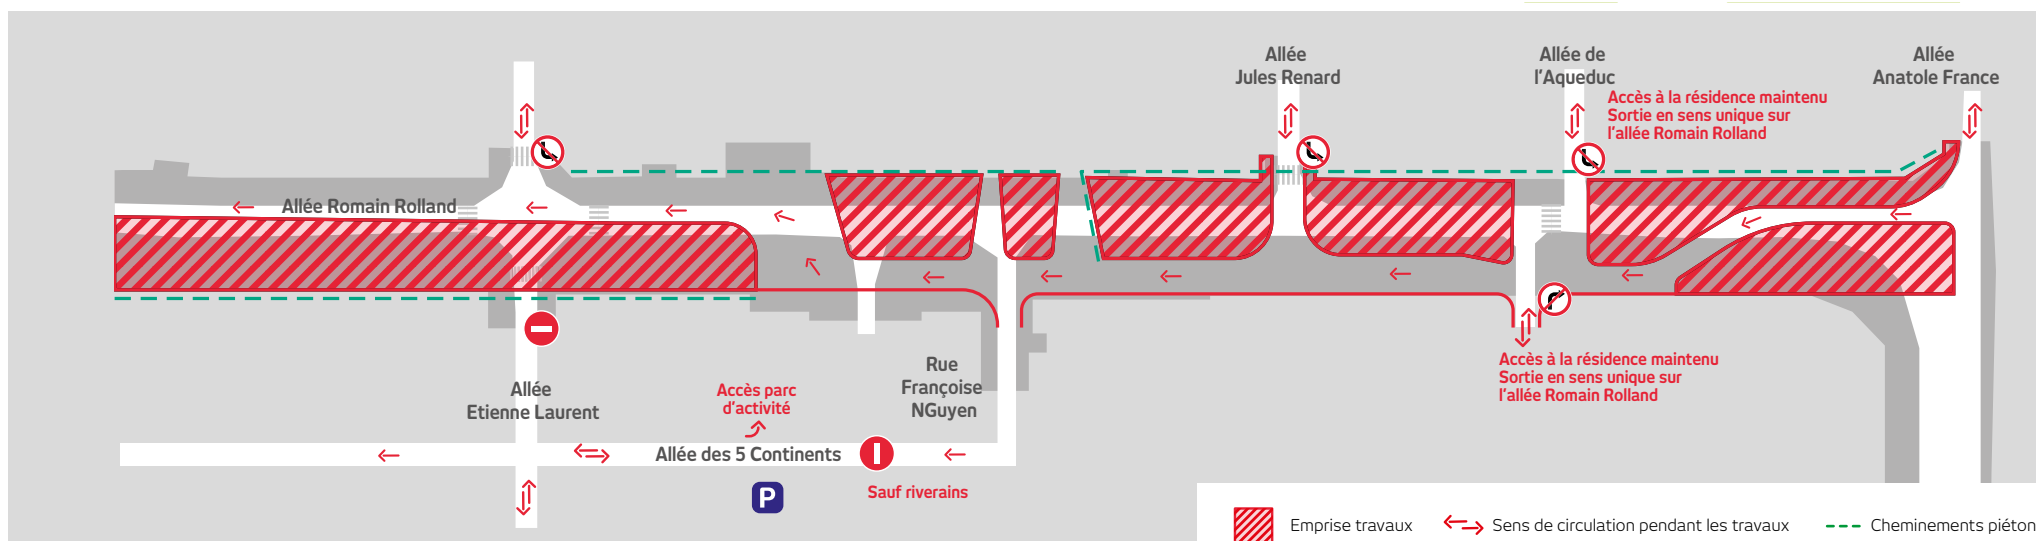 Allée
Jules Renard
Allée de
l'Aqueduc
Allée
Anatole France
Accès à la résidence maintenu
Sortie en sens unique sur
l'allée Romain Rolland
Allée Romain Rolland
Allée
Etienne Laurent
Accès parc
d'activité
Rue
Françoise
NGuyen
Accès à la résidence maintenu
Sortie en sens unique sur
l'allée Romain Rolland
Allée des 5 Continents
P
Sauf riverains
Emprise travaux
Sens de circulation pendant les travaux
Cheminements piéton